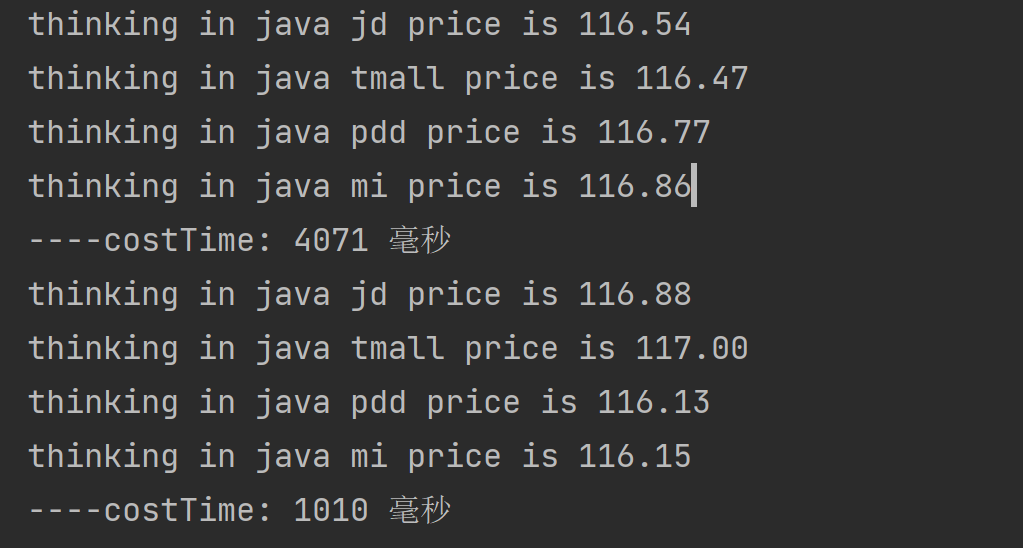 thinking in java jd price is 116.54
thinking in java tmall price is 116.47
thinking in java pdd price is 116.77
thinking in java mi price is 116.86
----costTime: 4071 毫秒
thinking in java jd price is 116.88
thinking in java tmall price is 117.00
thinking in java pdd price is 116.13
thinking in java mi price is 116.15
----costTime: 1010 毫秒